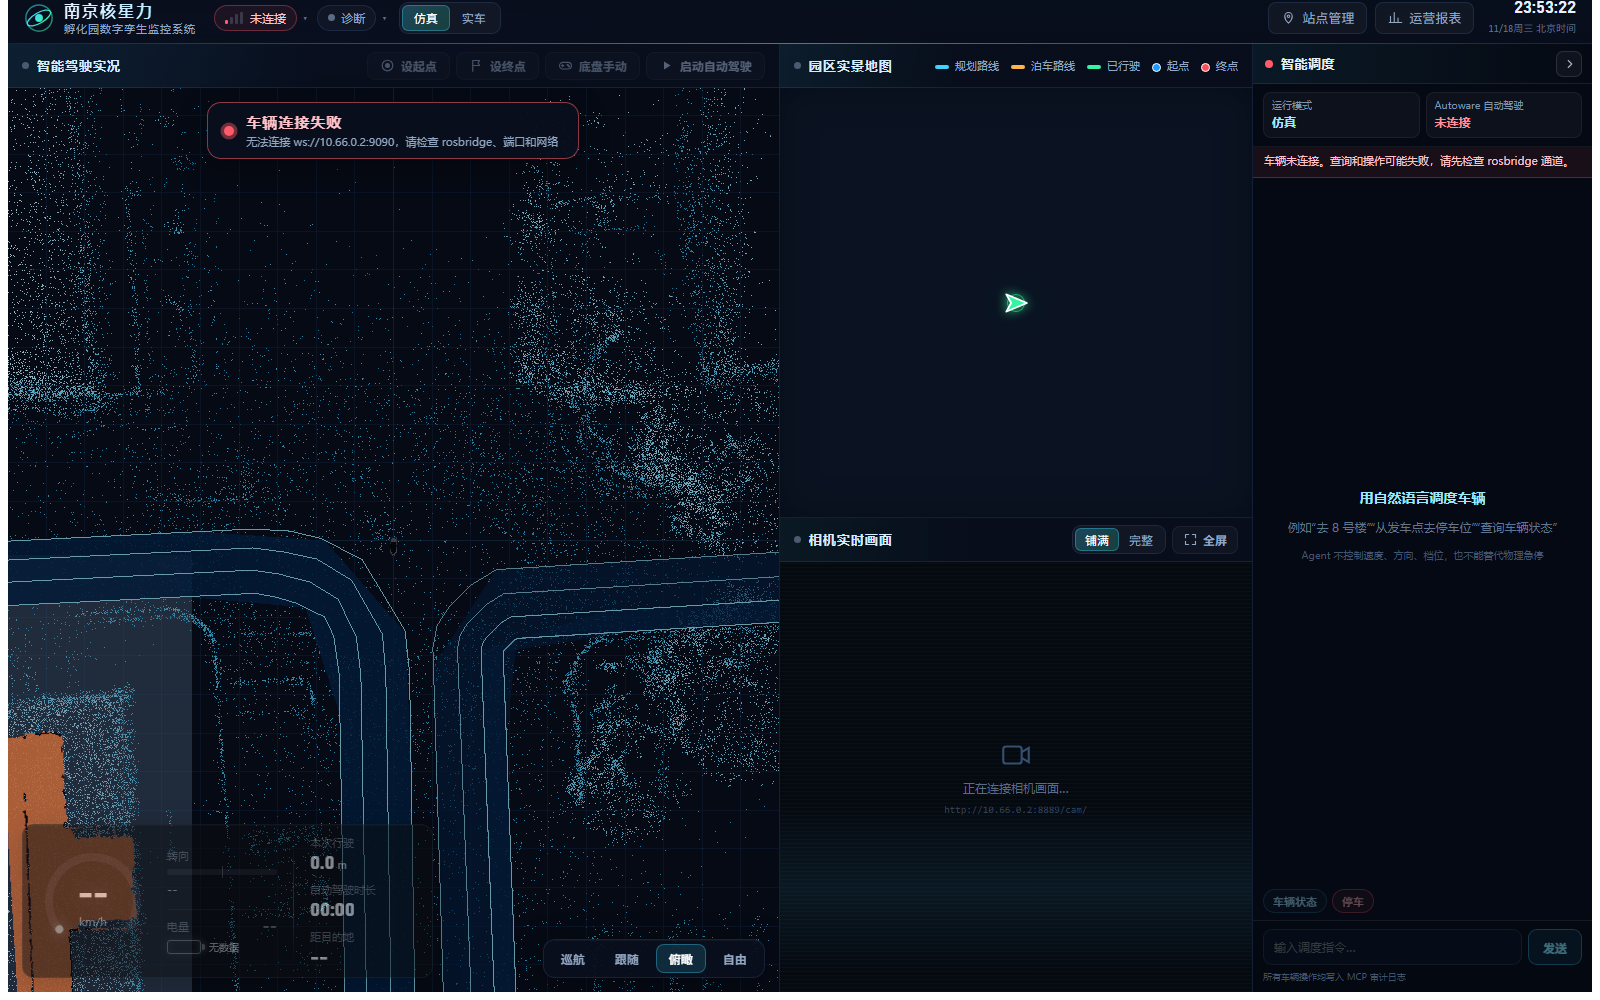 南京核星力
孵化园数字孪生监控系统
未连接
诊断
仿真
实车
站点管理
运营报表
23:53:22
11/18周三 北京时间
智能驾驶实况
设起点
设终点
底盘手动
启动自动驾驶
车辆连接失败
无法连接 ws://10.66.0.2:9090，请检查 rosbridge、端口和网络
转向
--
电量
无数据
--
km/h
--
本次行驶
0.0 m
自动驾驶时长
00:00
距目的地
--
巡航
跟随
俯瞰
自由
园区实景地图
规划路线
泊车路线
已行驶
起点
终点
相机实时画面
铺满
完整
全屏
正在连接相机画面...
http://10.66.0.2:8889/cam/
智能调度
运行模式
仿真
Autoware 自动驾驶
未连接
车辆未连接。查询和操作可能失败，请先检查 rosbridge 通道。
用自然语言调度车辆
例如“去 8 号楼”“从发车点去停车位”“查询车辆状态”
Agent 不控制速度、方向、档位，也不能替代物理急停
车辆状态
停车
输入调度指令...
发送
所有车辆操作均写入 MCP 审计日志